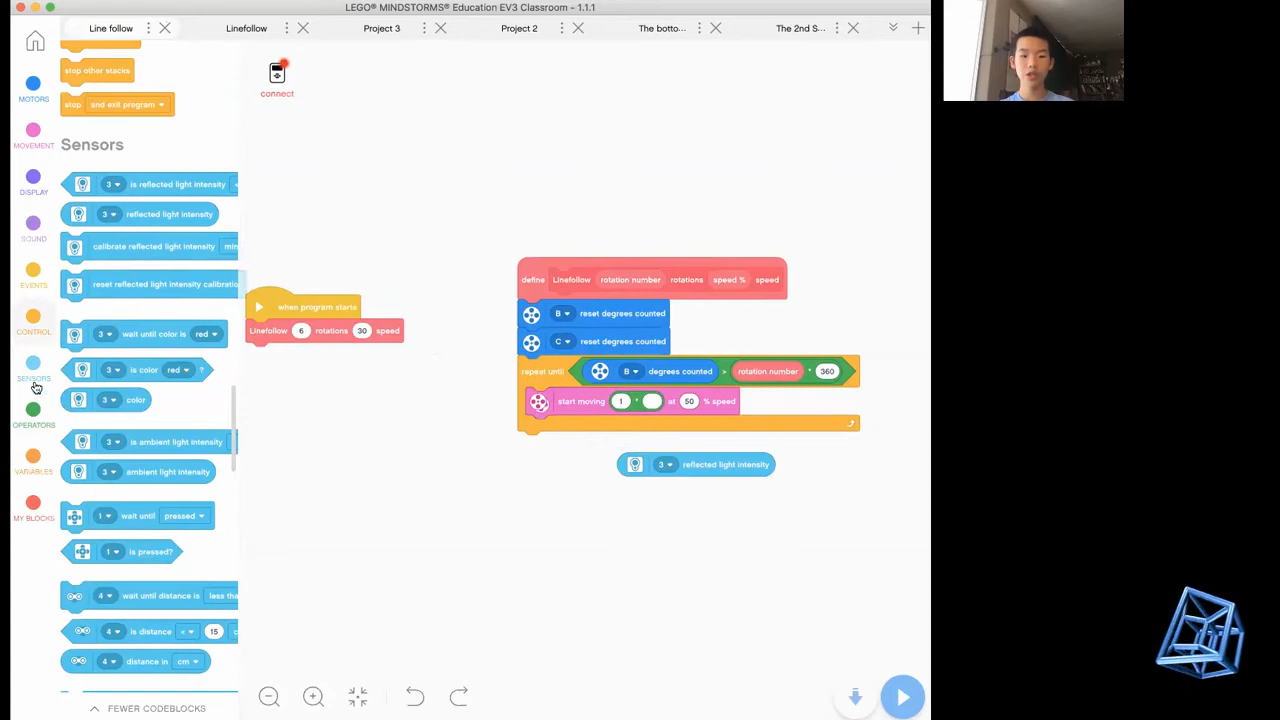 LEGO® MINDSTORMS® Education EV3 Classroom - 1.1.1
Line follow
Linefollow
Project 3
Project 2
The botto...
The 2nd S...
MOTORS
MOVEMENT
DISPLAY
SOUND
EVENTS
CONTROL
SENSORS
OPERATORS
VARIABLES
MY BLOCKS
stop other stacks
stop and exit program
Sensors
3 is reflected light intensity <
3 reflected light intensity
calibrate reflected light intensity
reset reflected light intensity
3 wait until color is red
3 is color red ?
3 color
3 is ambient light intensity
3 ambient light intensity
1 wait until pressed
1 is pressed?
4 wait until distance is
4 is distance < 15
4 distance in cm
FEWER CODEBLOCKS
connect
when program starts
Linefollow 6 rotations 30 speed
define Linefollow rotation number rotations speed % speed
B reset degrees counted
C reset degrees counted
repeat until B degrees counted > rotation number * 360
start moving 1 * at 50 % speed
3 reflected light intensity